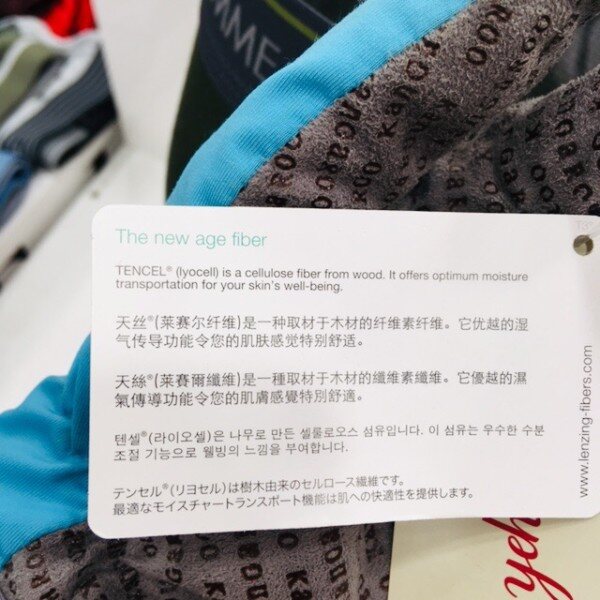 MME
The new age fiber
TENCEL® (lyocell) is a cellulose fiber from wood. It offers optimum moisture
transportation for your skin's well-being.
天丝®(莱赛尔纤维)是一种取材于木材的纤维素纤维。它优越的湿
气传导功能令您的肌肤感觉特别舒适。
天絲®(萊賽爾纖維)是一種取材于木材的纖維素纖維。它優越的濕
氣傳導功能令您的肌膚感覺特別舒適。
텐셀®(라이오셀)은 나무로 만든 셀룰로오스 섬유입니다. 이 섬유는 우수한 수분
조절 기능으로 웰빙의 느낌을 부여합니다.
テンセル®(リヨセル)は樹木由来のセルロース繊維です。
最適なモイスチャートランスポート機能は肌への快適性を提供します。
www.lenzing-fibers.com
yeh